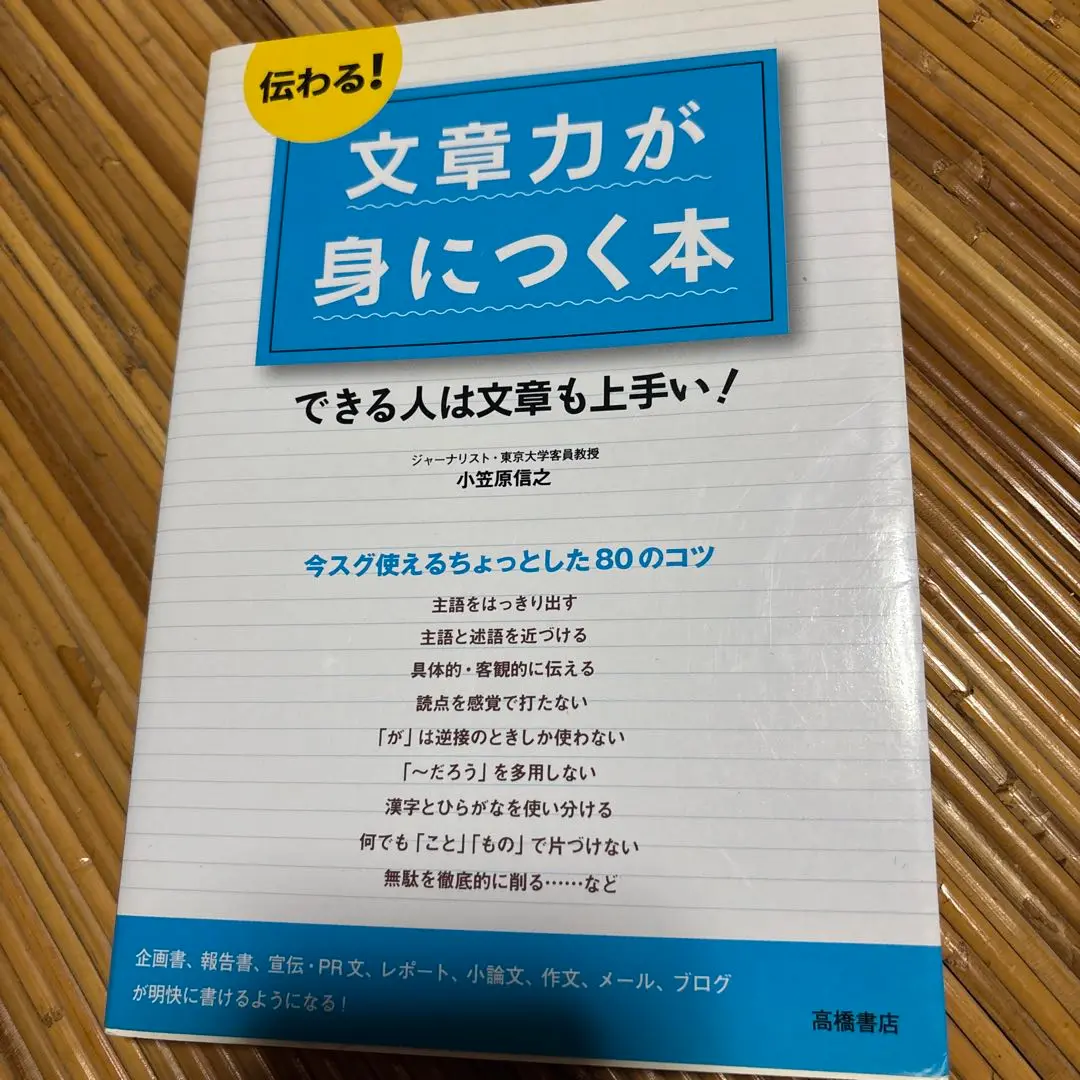 伝わる!
文章力が
身につく本
できる人は文章も上手い!
ジャーナリスト・東京大学客員教授
小笠原信之
今スグ使えるちょっとした80のコツ
主語をはっきり出す
主語と述語を近づける
具体的・客観的に伝える
読点を感覚で打たない
「が」は逆接のときしか使わない
「〜だろう」を多用しない
漢字とひらがなを使い分ける
何でも「こと」「もの」で片づけない
無駄を徹底的に削る……など
企画書、報告書、宣伝・PR文、レポート、小論文、作文、メール、ブログ
が明快に書けるようになる!
高橋書店